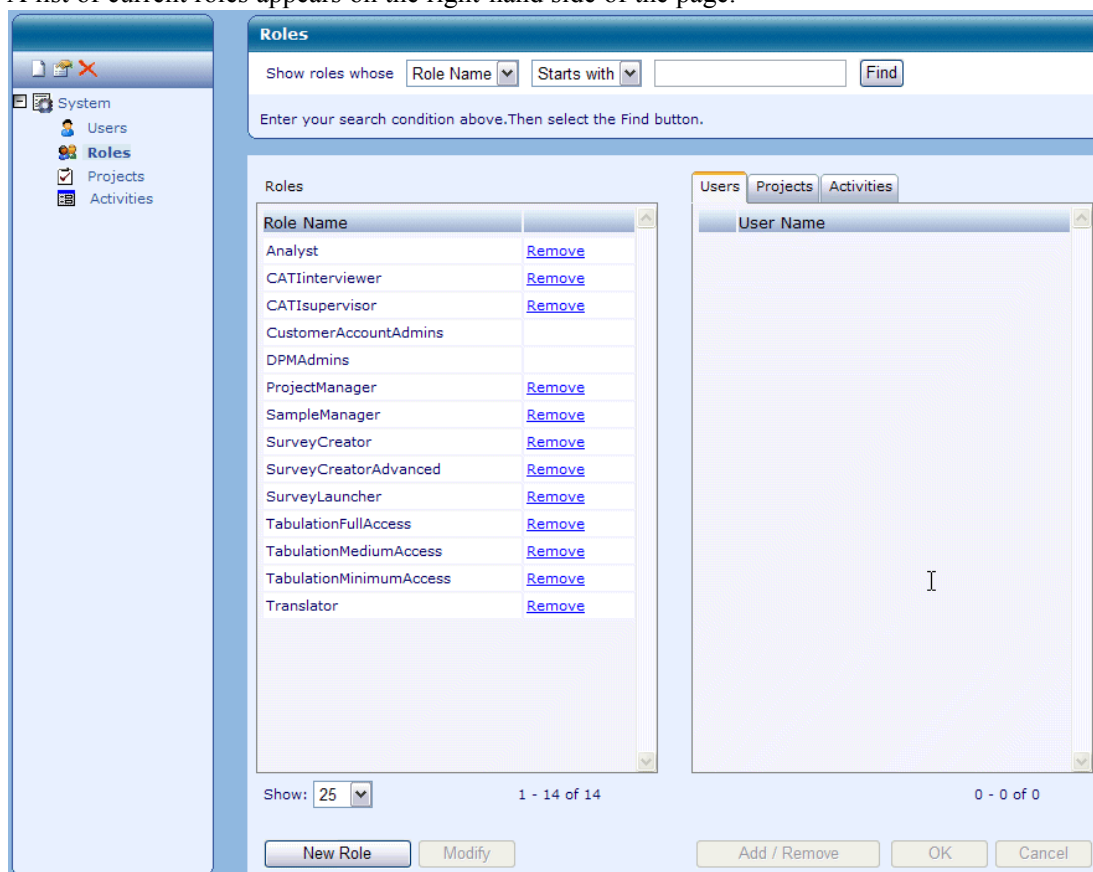 A list of current roles appears on the right-hand side of the page.
Roles
Show roles whose Role Name Starts with Find
Enter your search condition above.Then select the Find button.
System
Users
Roles
Projects
Activities
Roles
Role Name
Analyst Remove
CATIinterviewer Remove
CATIsupervisor Remove
CustomerAccountAdmins
DPMAdmins
ProjectManager Remove
SampleManager Remove
SurveyCreator Remove
SurveyCreatorAdvanced Remove
SurveyLauncher Remove
TabulationFullAccess Remove
TabulationMediumAccess Remove
TabulationMinimumAccess Remove
Translator Remove
Show: 25 1 - 14 of 14
New Role Modify
Users Projects Activities
User Name
0 - 0 of 0
Add / Remove OK Cancel